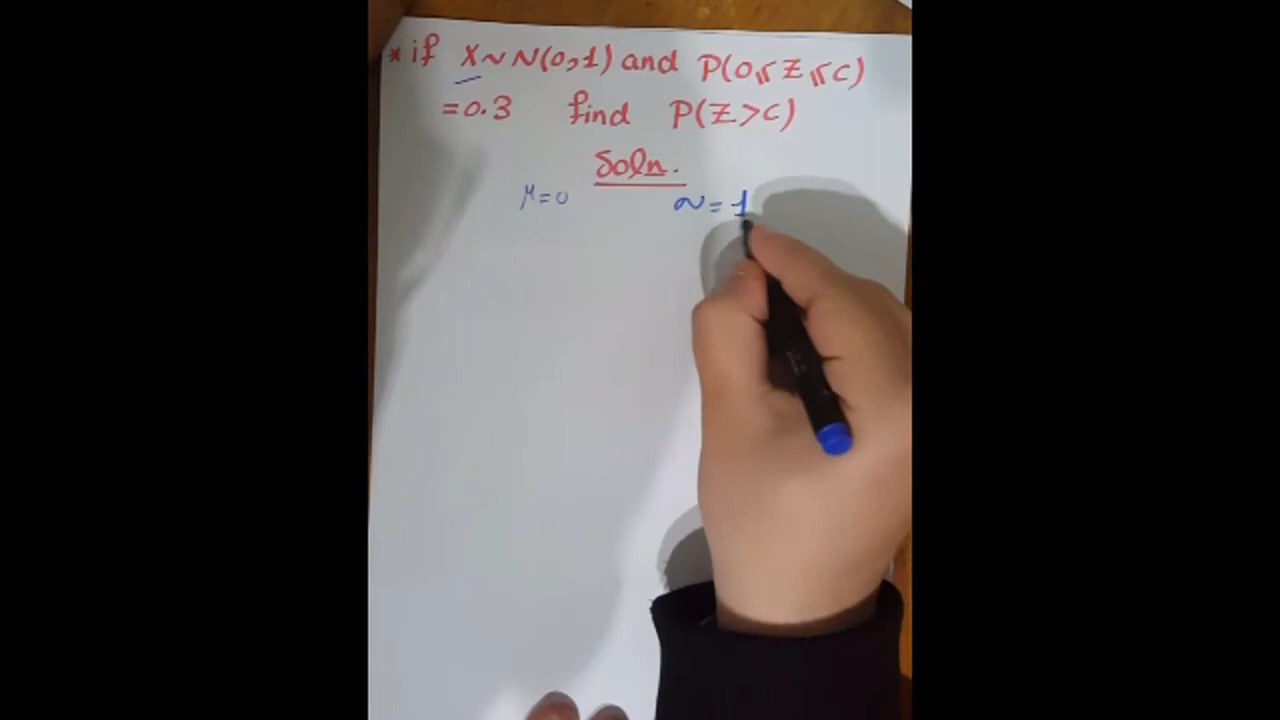 * if X~N(0,1) and P(0≤Z≤C)
=0.3 find P(Z>C)
Soln.
μ=0 σ=1